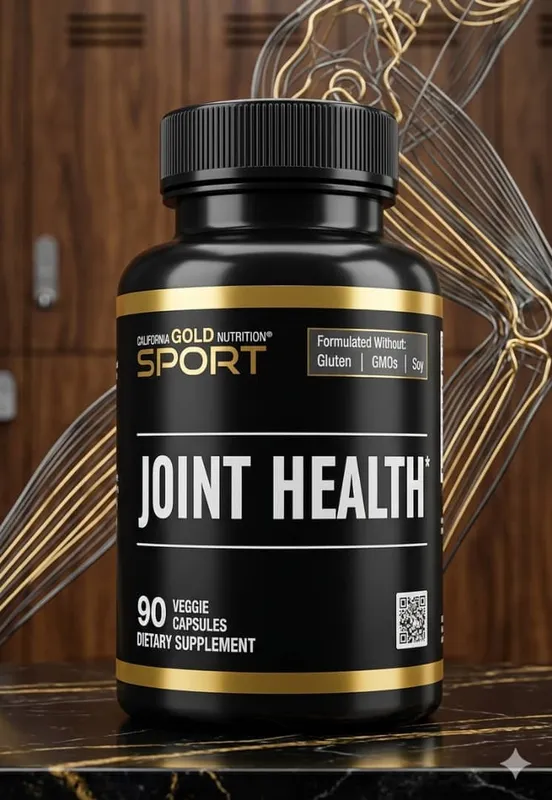 CALIFORNIA GOLD NUTRITION®
SPORT
Formulated Without:
Gluten | GMOs | Soy
JOINT HEALTH*
90 VEGGIE
CAPSULES
DIETARY SUPPLEMENT